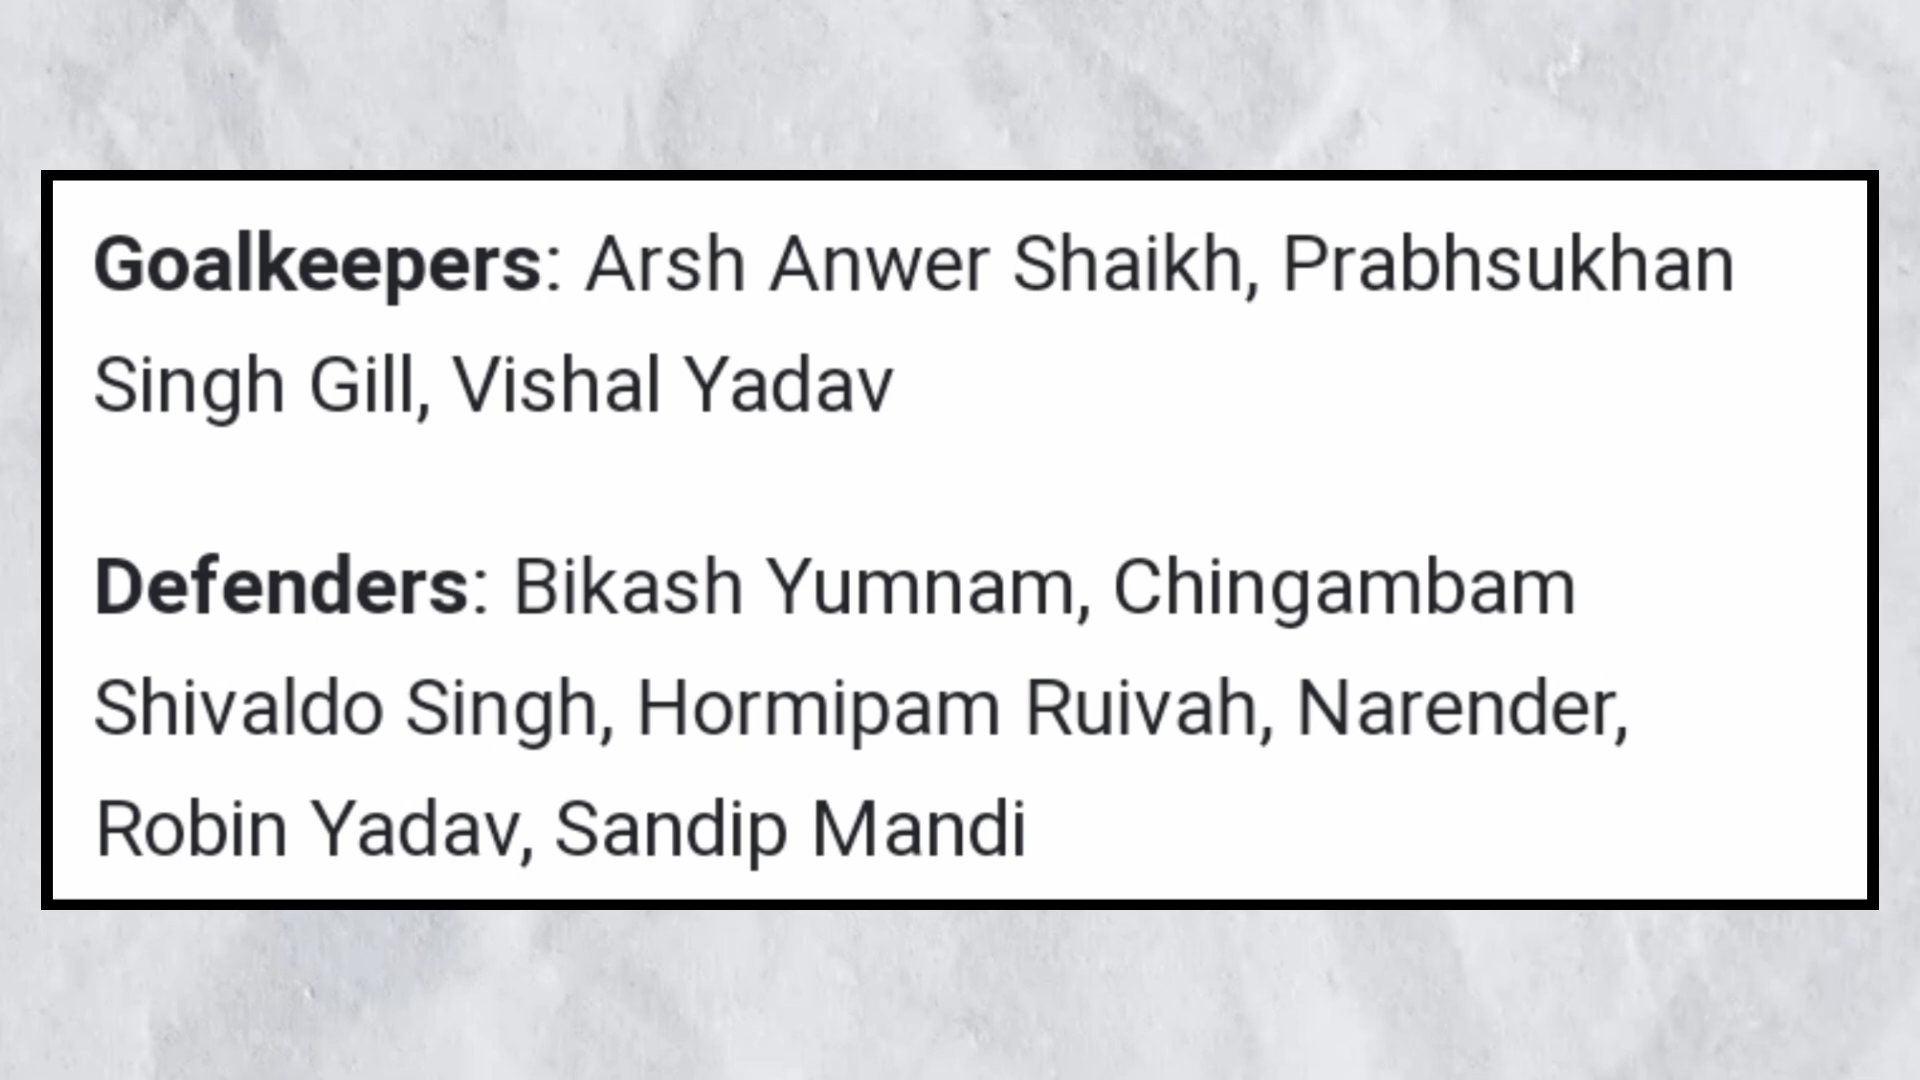 Goalkeepers: Arsh Anwer Shaikh, Prabhsukhan
Singh Gill, Vishal Yadav
Defenders: Bikash Yumnam, Chingambam
Shivaldo Singh, Hormipam Ruivah, Narender,
Robin Yadav, Sandip Mandi